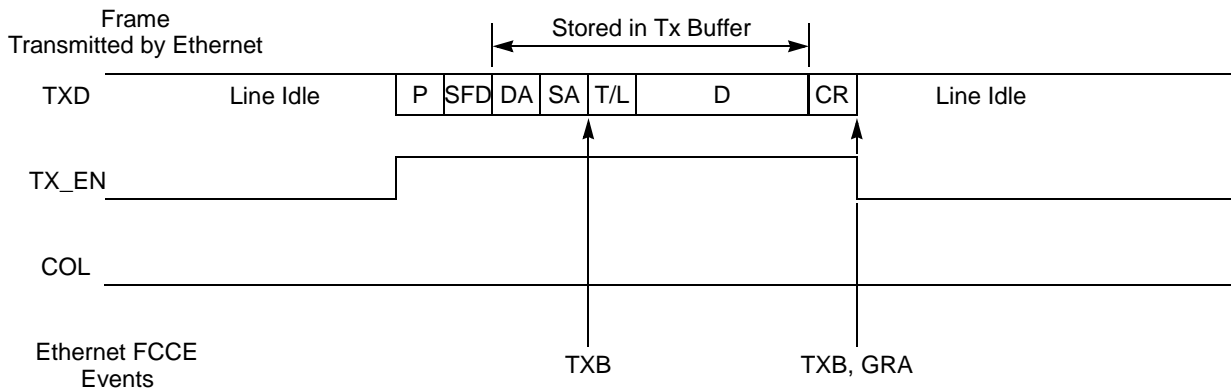 Frame
Transmitted by Ethernet
Stored in Tx Buffer
TXD
Line Idle
P
SFD
DA
SA
T/L
D
CR
Line Idle
TX_EN
COL
Ethernet FCCE
Events
TXB
TXB, GRA